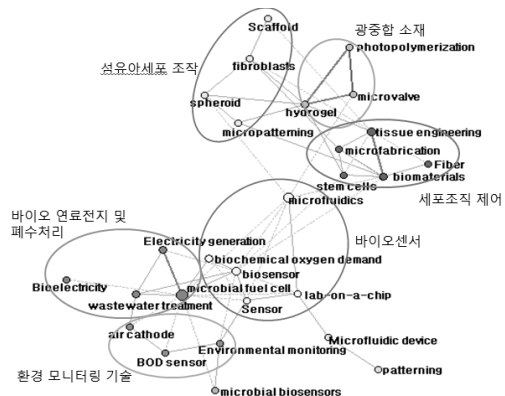 Scaffold
광중합 소재
photopolymerization
섬유아세포 조작
fibroblasts
spheroid
microvalve
hydrogel
micropatterning
tissue engineering
microfabrication
Fiber
biomaterials
stem cells
세포조직 제어
microfluidics
바이오 연료전지 및
폐수처리
바이오센서
Electricity generation
biochemical oxygen demand
biosensor
Bioelectricity
microbial fuel cell
lab-on-a-chip
wastewater treatment
Sensor
air cathode
Microfluidic device
Environmental monitoring
BOD sensor
patterning
환경 모니터링 기술
microbial biosensors